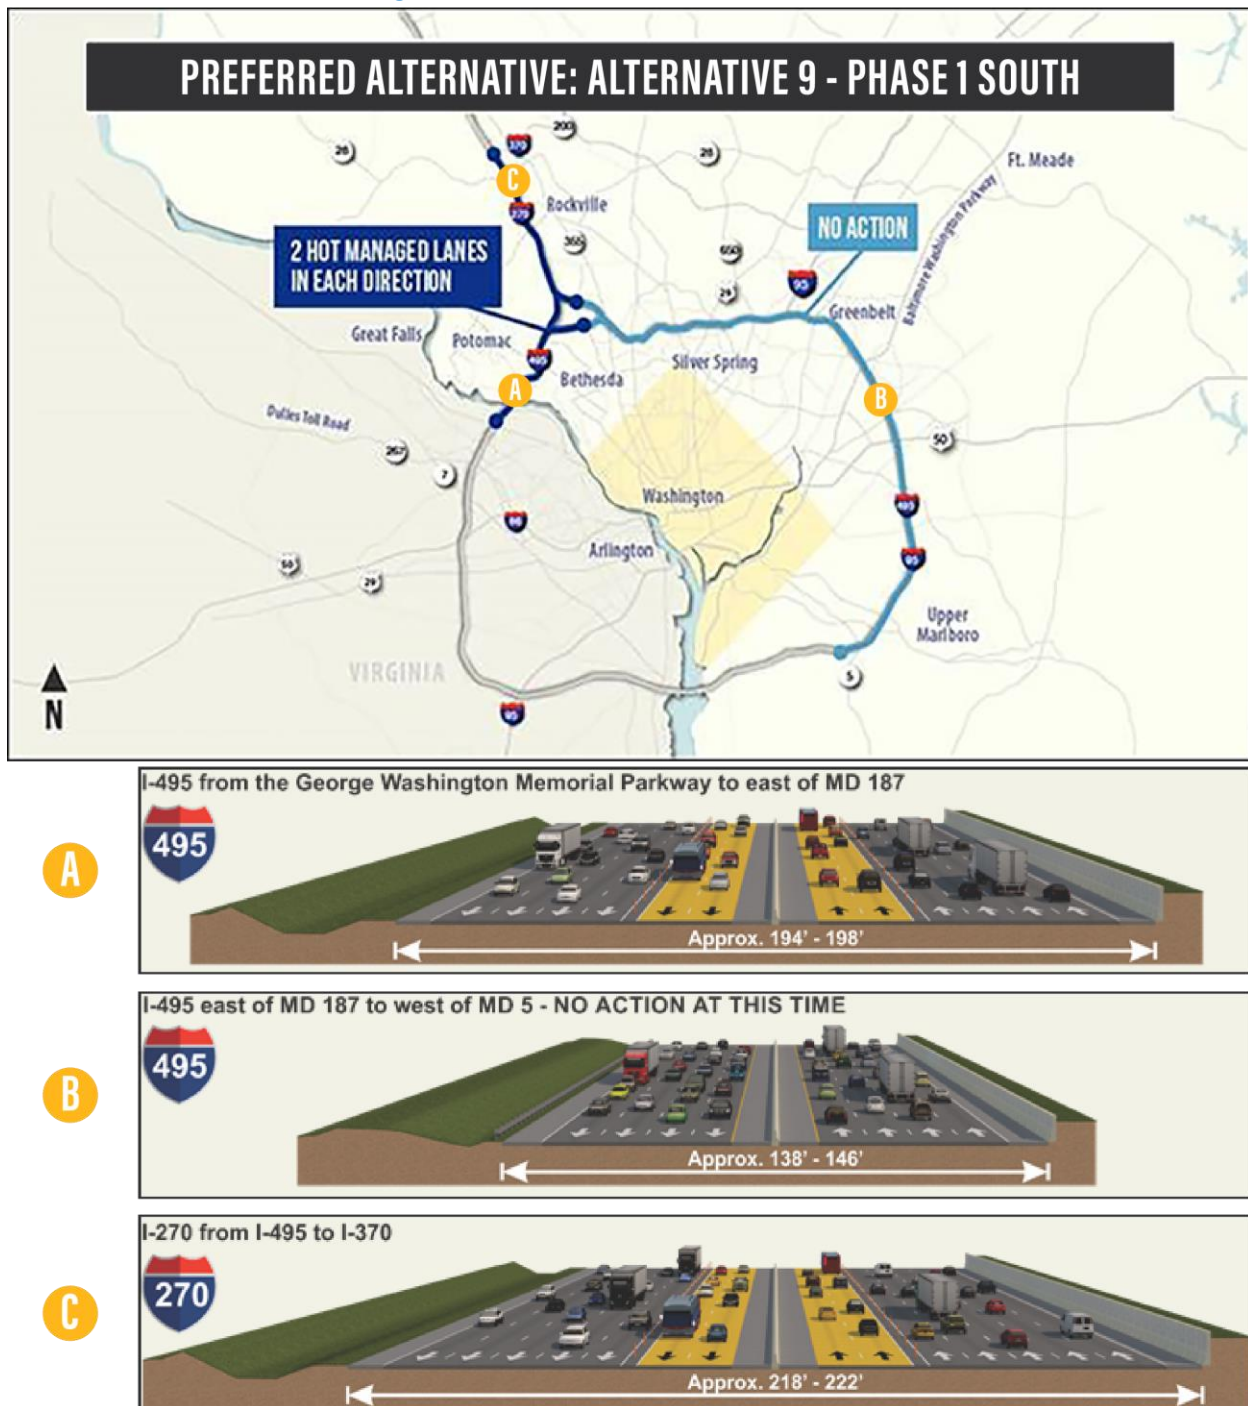 PREFERRED ALTERNATIVE: ALTERNATIVE 9 - PHASE 1 SOUTH
200
370
28
28
Ft. Meade
C
270
Rockville
Baltimore Washington Parkway
NO ACTION
2 HOT MANAGED LANES
IN EACH DIRECTION
355
650
95
29
Greenbelt
Great Falls
Potomac
495
Silver Spring
Bethesda
A
B
Dulles Toll Road
267
50
7
Washington
495
66
Arlington
95
50
29
Upper
Marlboro
VIRGINIA
5
N
95
I-495 from the George Washington Memorial Parkway to east of MD 187
495
A
Approx. 194' - 198'
I-495 east of MD 187 to west of MD 5 - NO ACTION AT THIS TIME
495
B
Approx. 138' - 146'
I-270 from I-495 to I-370
270
C
Approx. 218' - 222'